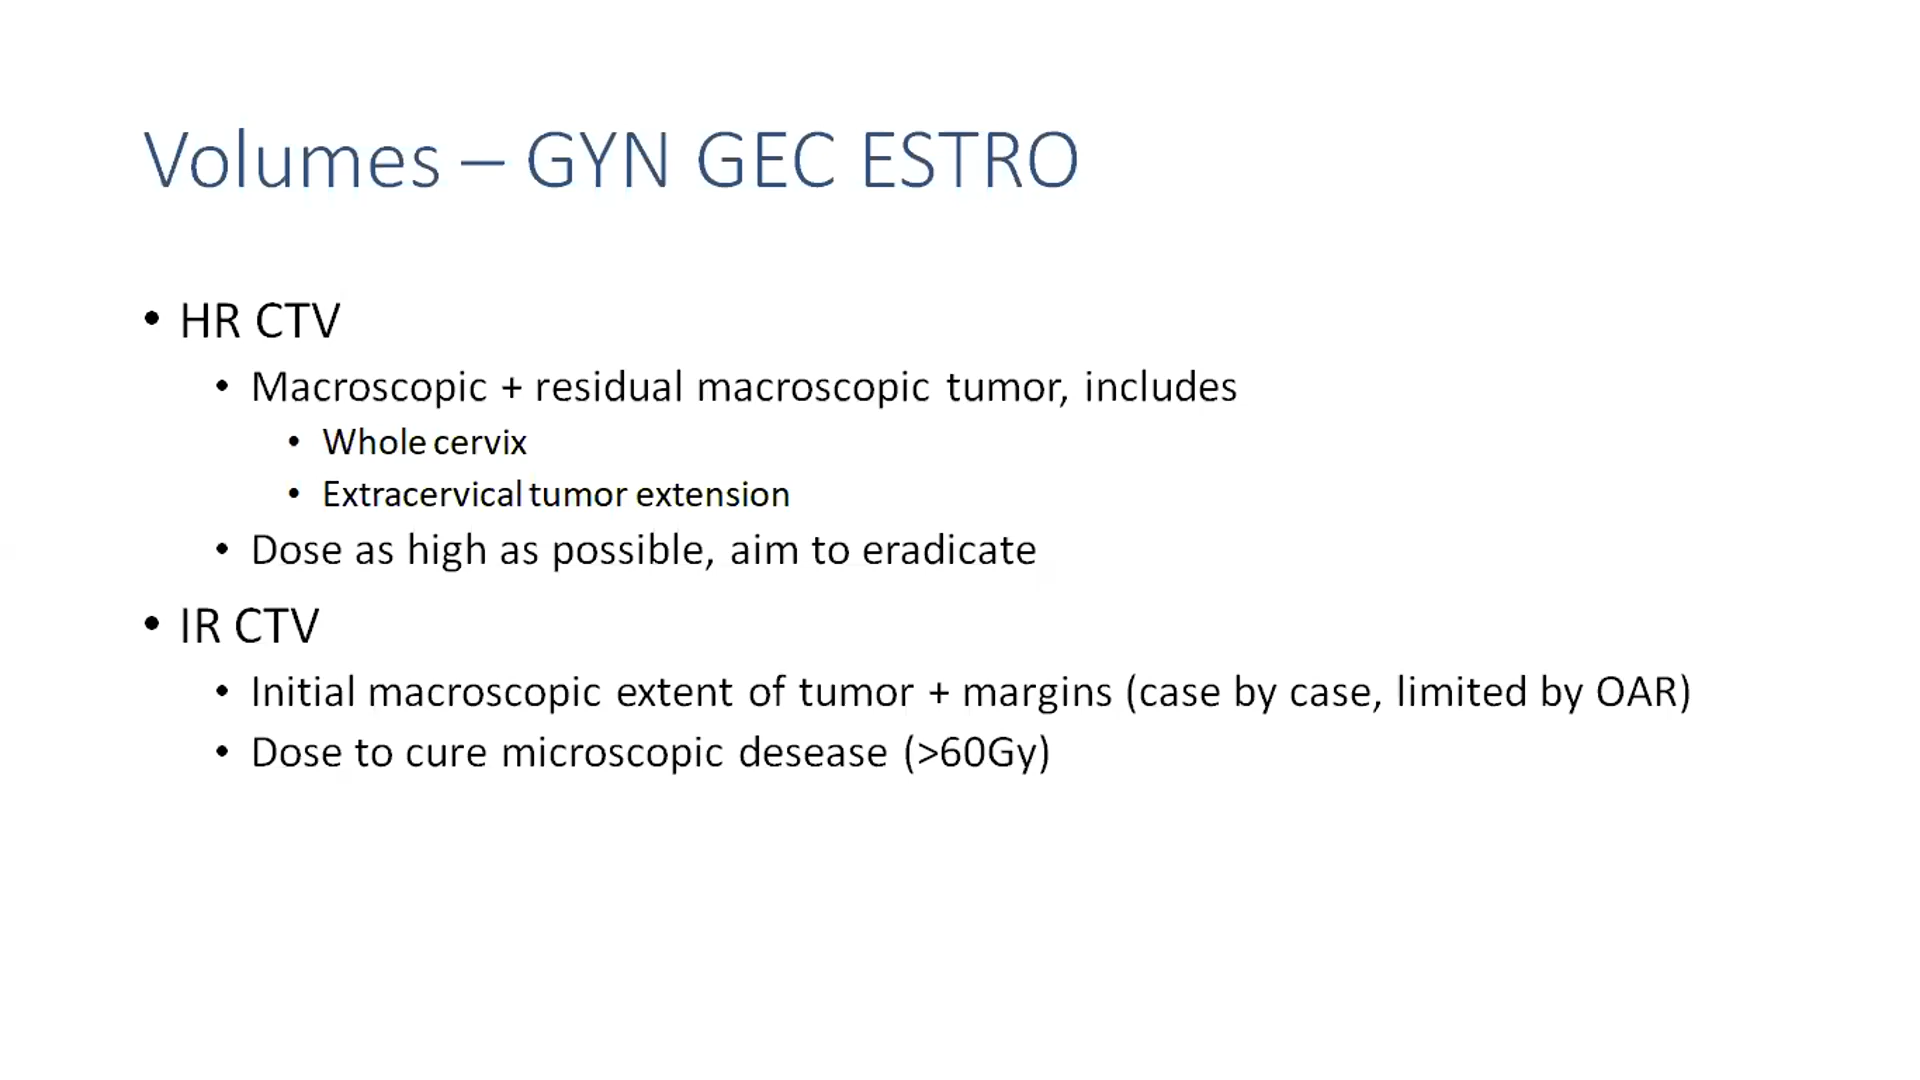 Volumes – GYN GEC ESTRO
• HR CTV
• Macroscopic + residual macroscopic tumor, includes
• Whole cervix
• Extracervical tumor extension
• Dose as high as possible, aim to eradicate
• IR CTV
• Initial macroscopic extent of tumor + margins (case by case, limited by OAR)
• Dose to cure microscopic desease (>60Gy)